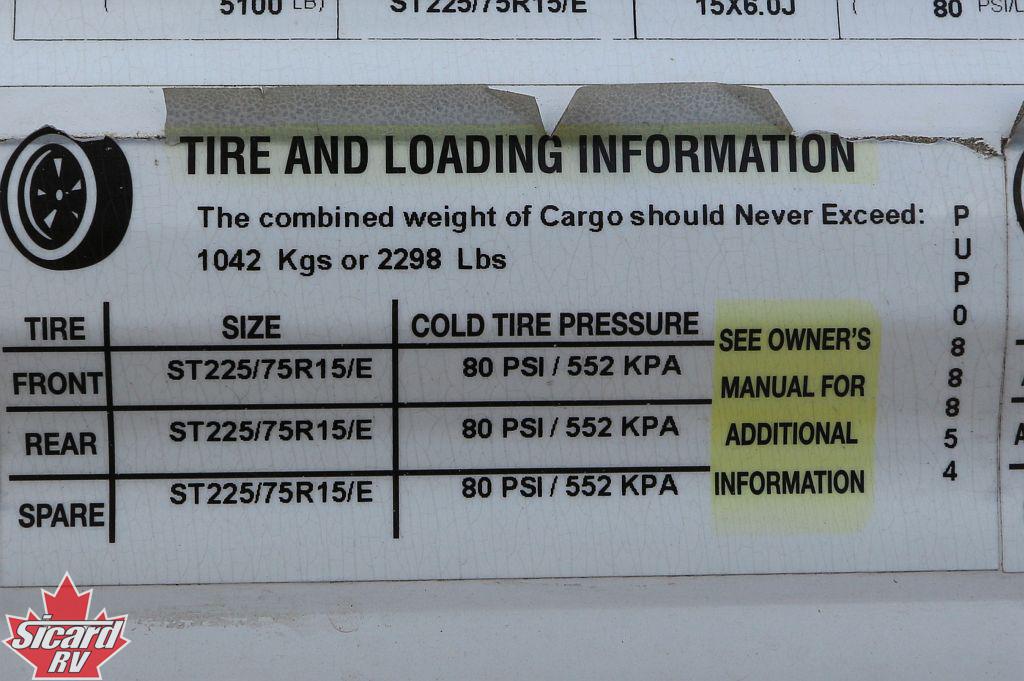 5100 LB) ST225/75R15/E 15X6.0J ( 80 PSI/L
TIRE AND LOADING INFORMATION
The combined weight of Cargo should Never Exceed:
1042 Kgs or 2298 Lbs
PUP088854
TIRE SIZE COLD TIRE PRESSURE
FRONT ST225/75R15/E 80 PSI / 552 KPA
REAR ST225/75R15/E 80 PSI / 552 KPA
SPARE ST225/75R15/E 80 PSI / 552 KPA
SEE OWNER'S
MANUAL FOR
ADDITIONAL
INFORMATION
Sicard
RV